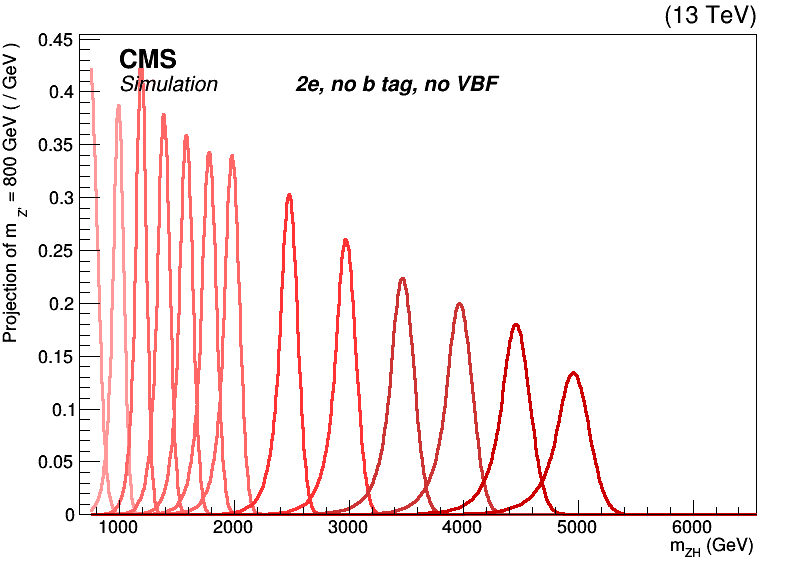 (13 TeV)
CMS
Simulation
2e, no b tag, no VBF
Projection of m Z' = 800 GeV ( / GeV )
0.45
0.4
0.35
0.3
0.25
0.2
0.15
0.1
0.05
0
1000 2000 3000 4000 5000 6000
m ZH (GeV)